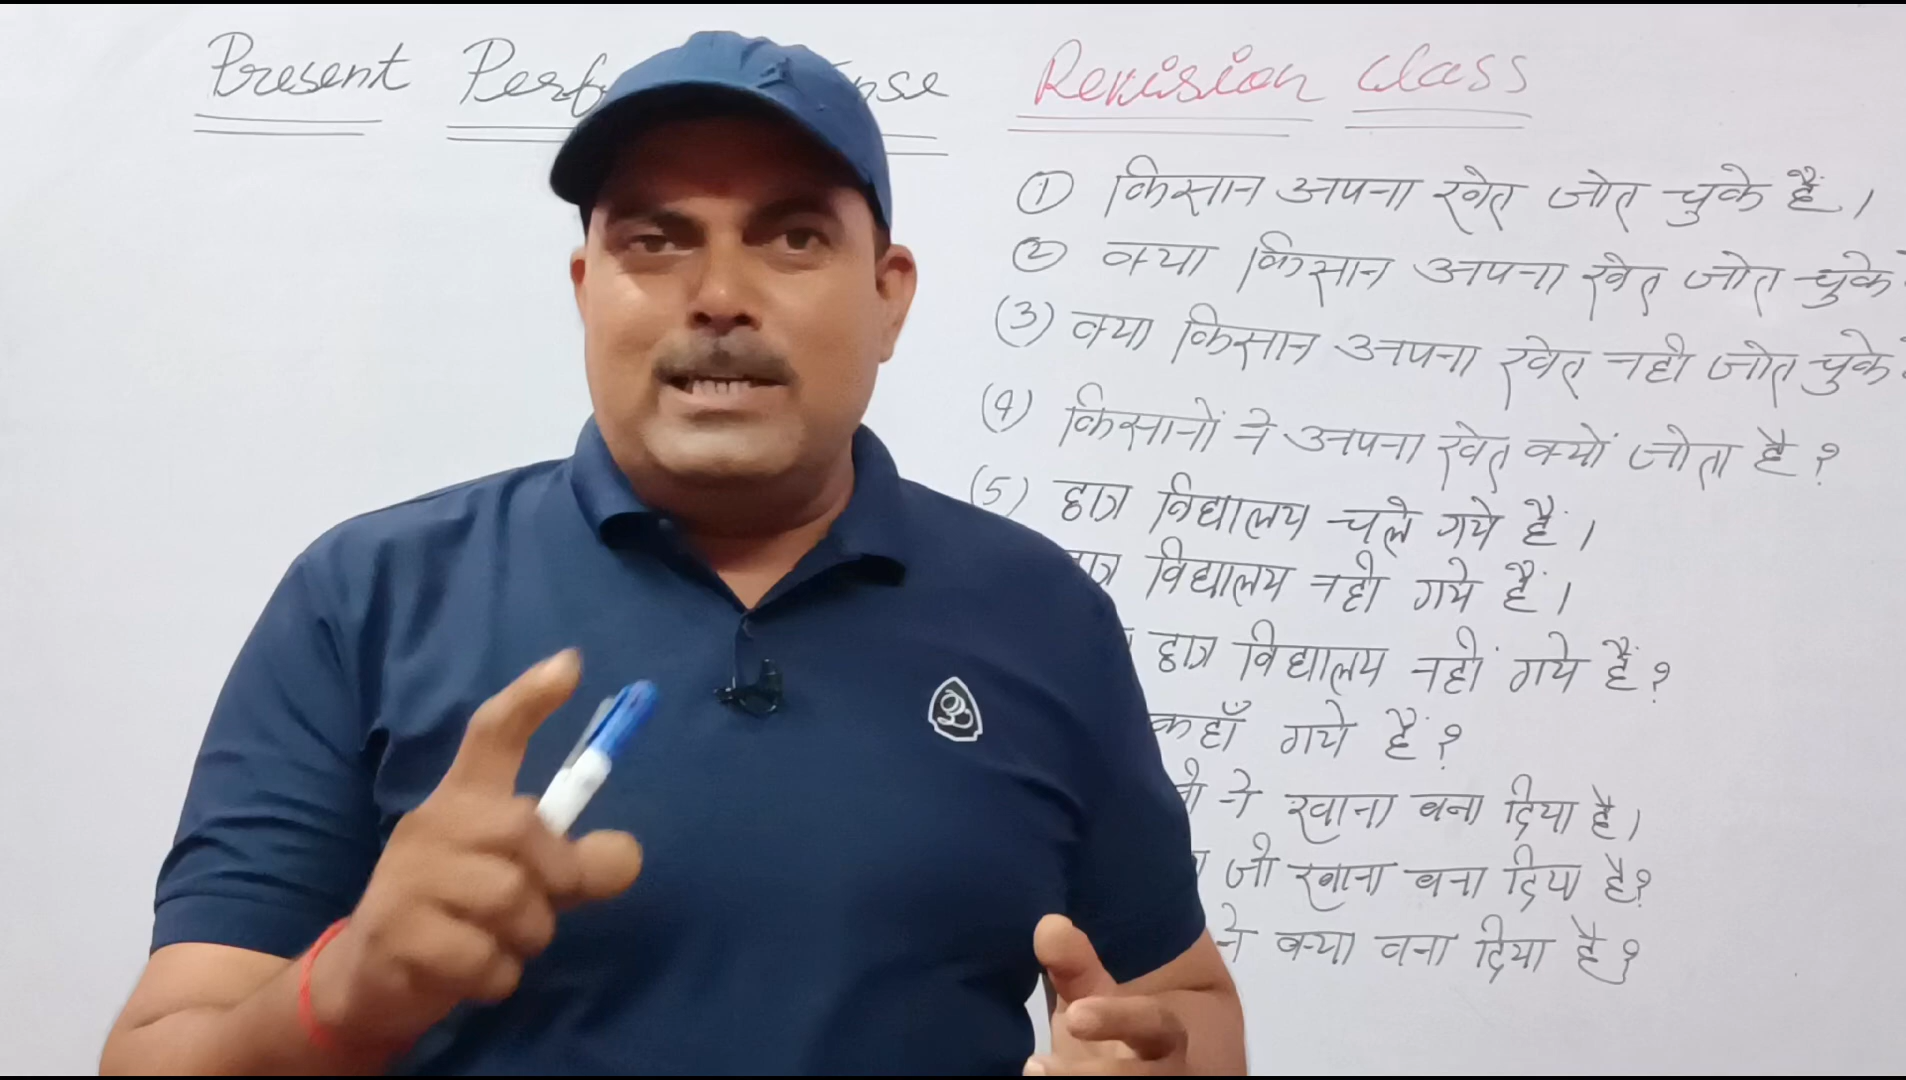 Present Perf nse Revision Class
① किसान अपना खेत जोत चुके हैं।
② क्या किसान अपना खेत जोत चुके
(3) क्या किसान अपना खेत नही जोत चुके
(4) किसानों ने अपना खेत क्यों जोता है?
(5) छात्र विद्यालय चले गये हैं।
विद्यालय नही गये हैं।
छात्र विद्यालय नहीं गये हैं?
कहाँ गये हैं?
ने खाना बना दिया है।
जी खाना बना दिया है?
ने क्या बना दिया है?